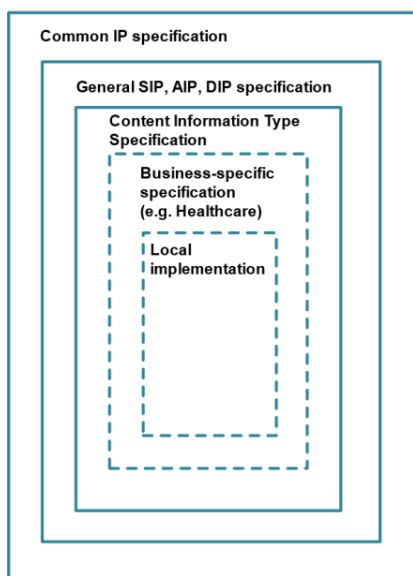 Common IP specification
General SIP, AIP, DIP specification
Content Information Type
Specification
Business-specific
specification
(e.g. Healthcare)
Local
implementation